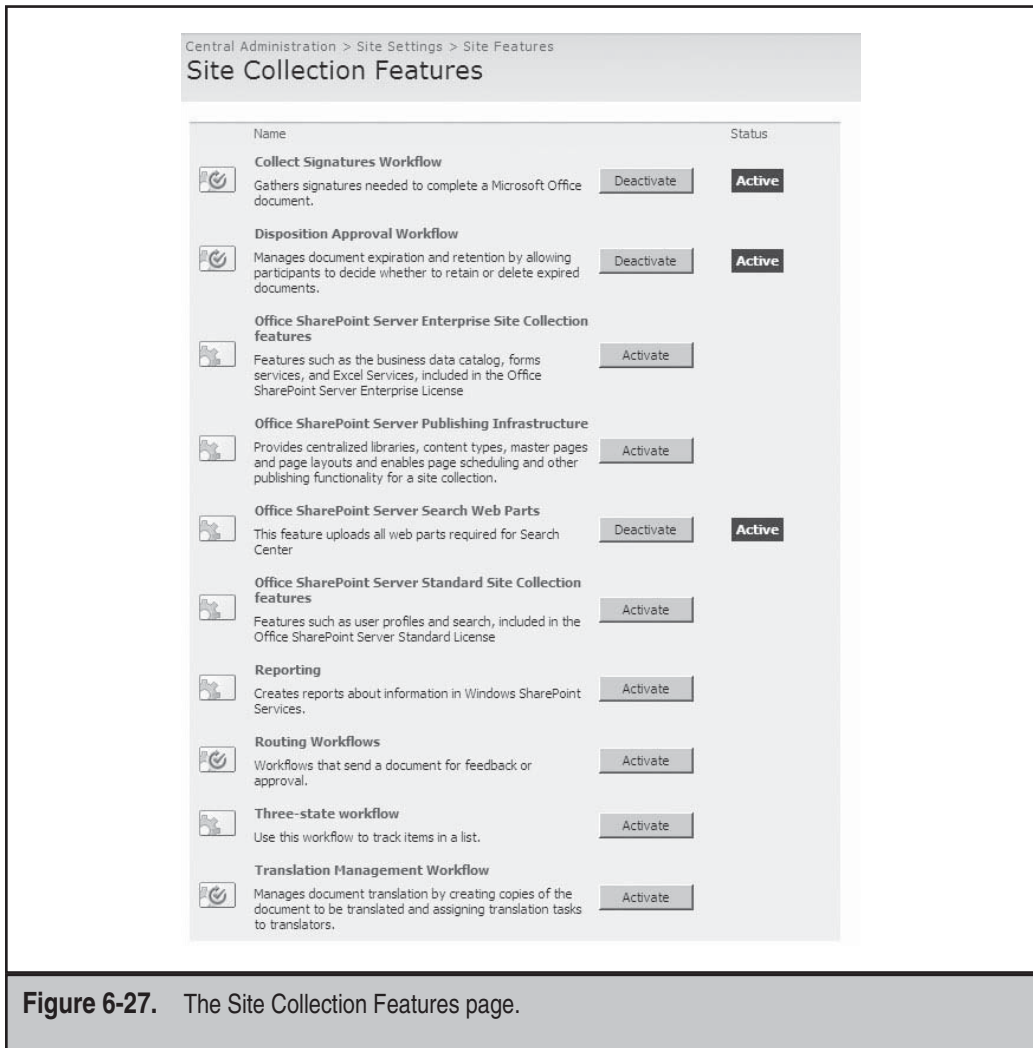 Central Administration > Site Settings > Site Features
Site Collection Features
Name Status
Collect Signatures Workflow
Gathers signatures needed to complete a Microsoft Office
document.
Deactivate Active
Disposition Approval Workflow
Manages document expiration and retention by allowing
participants to decide whether to retain or delete expired
documents.
Deactivate Active
Office SharePoint Server Enterprise Site Collection
features
Features such as the business data catalog, forms
services, and Excel Services, included in the Office
SharePoint Server Enterprise License
Activate
Office SharePoint Server Publishing Infrastructure
Provides centralized libraries, content types, master pages
and page layouts and enables page scheduling and other
publishing functionality for a site collection.
Activate
Office SharePoint Server Search Web Parts
This feature uploads all web parts required for Search
Center
Deactivate Active
Office SharePoint Server Standard Site Collection
features
Features such as user profiles and search, included in the
Office SharePoint Server Standard License
Activate
Reporting
Creates reports about information in Windows SharePoint
Services.
Activate
Routing Workflows
Workflows that send a document for feedback or
approval.
Activate
Three-state workflow
Use this workflow to track items in a list.
Activate
Translation Management Workflow
Manages document translation by creating copies of the
document to be translated and assigning translation tasks
to translators.
Activate
Figure 6-27. The Site Collection Features page.